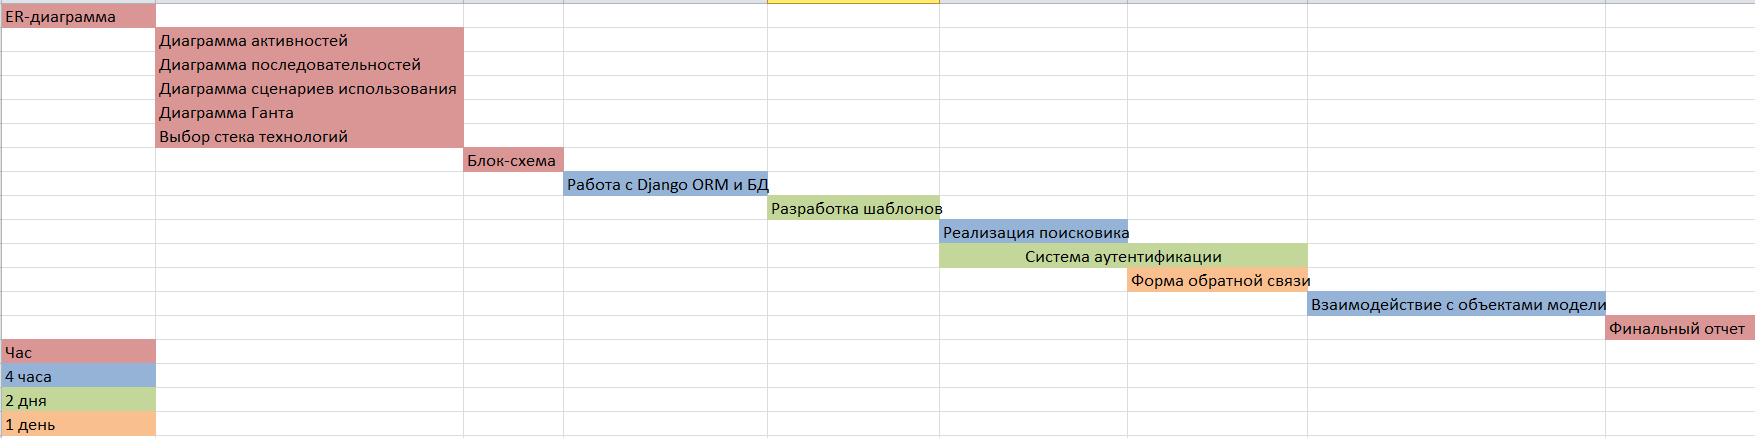 ER-диаграмма
Диаграмма активностей
Диаграмма последовательностей
Диаграмма сценариев использования
Диаграмма Ганта
Выбор стека технологий
Блок-схема
Работа с Django ORM и БД
Разработка шаблонов
Реализация поисковика
Система аутентификации
Форма обратной связи
Взаимодействие с объектами модели
Финальный отчет
Час
4 часа
2 дня
1 день